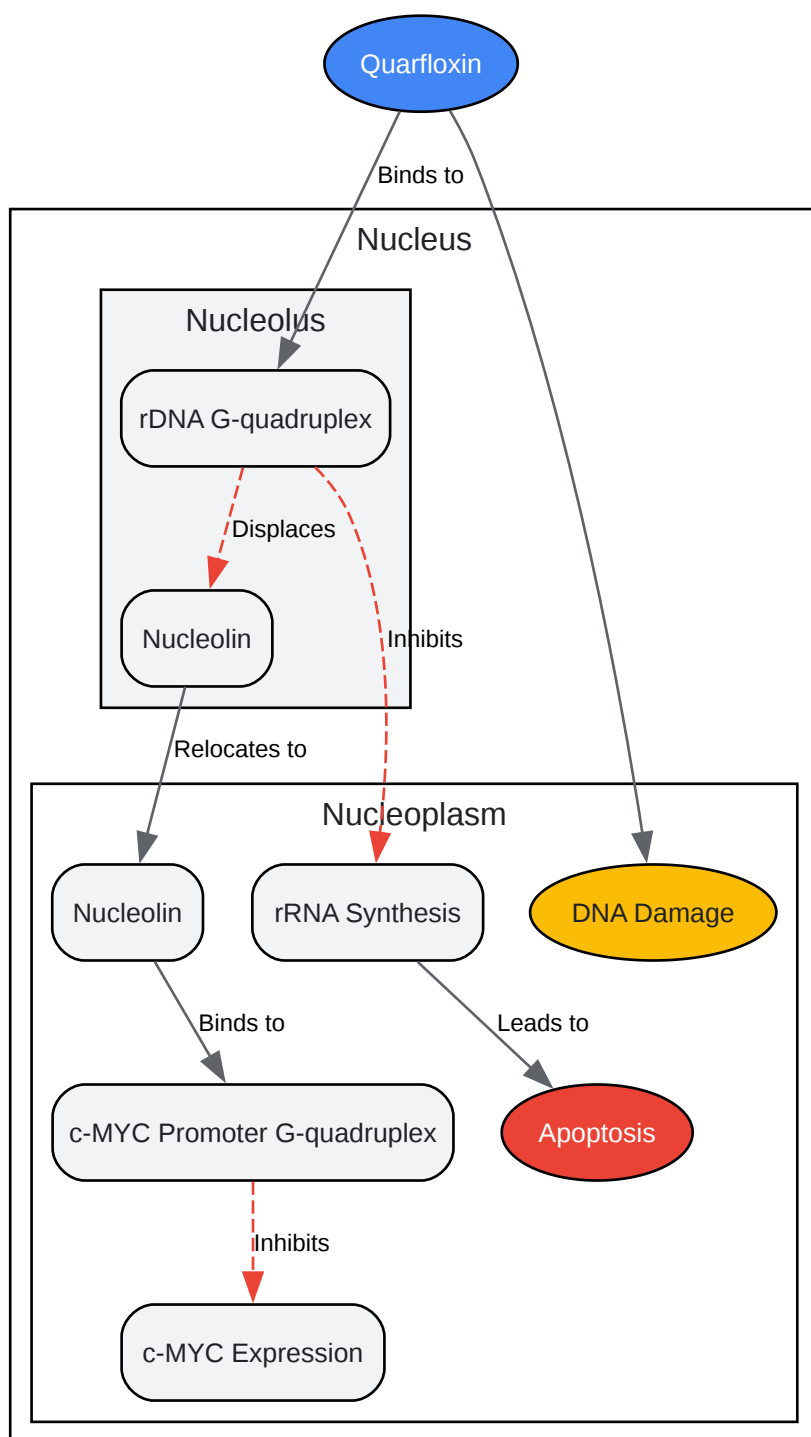 Quarfloxin
Binds to
Nucleus
Nucleolus
rDNA G-quadruplex
Displaces
Nucleolin
Inhibits
Relocates to
Nucleoplasm
Nucleolin
rRNA Synthesis
DNA Damage
Binds to
Leads to
c-MYC Promoter G-quadruplex
Apoptosis
Inhibits
c-MYC Expression